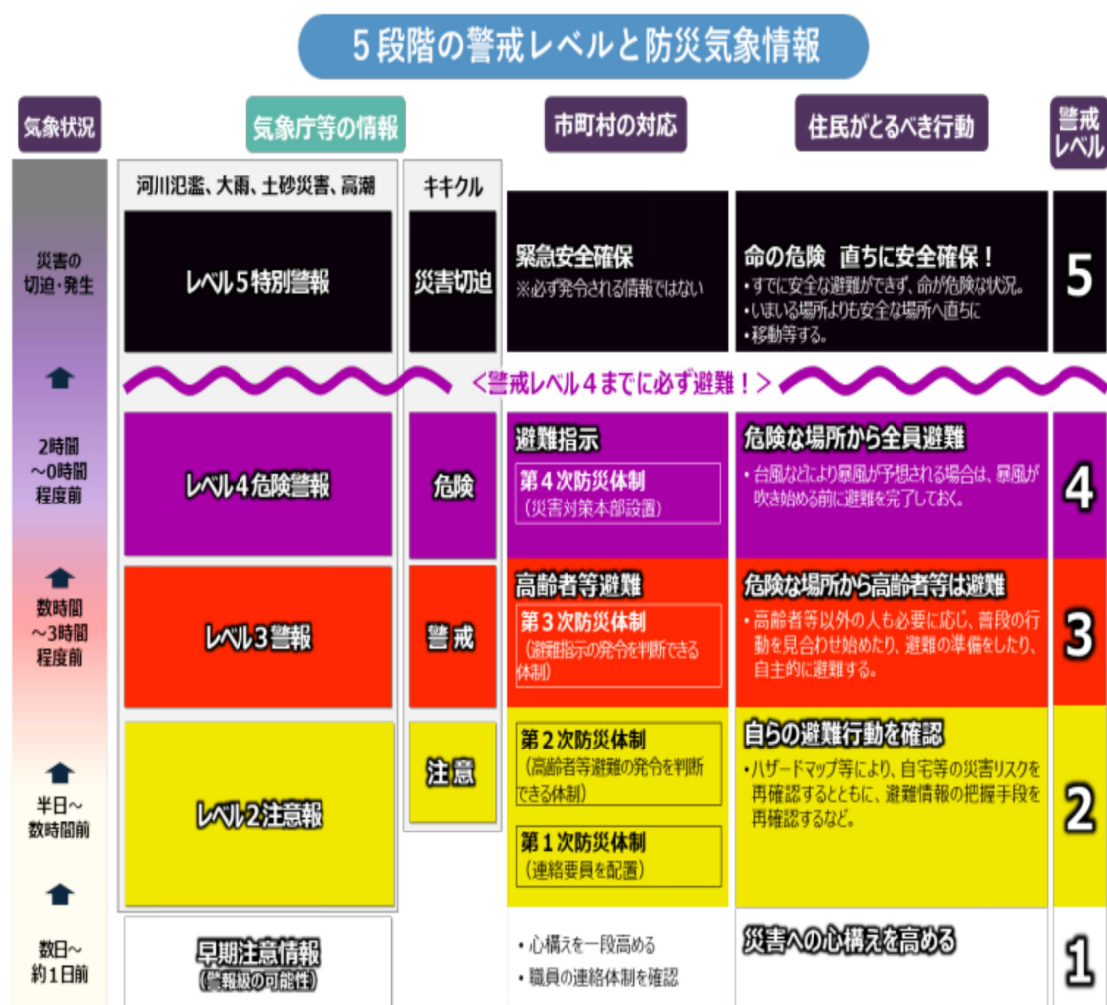 5段階の警戒レベルと防災気象情報
気象状況
気象庁等の情報
市町村の対応
住民がとるべき行動
警戒
レベル
河川氾濫、大雨、土砂災害、高潮
キキクル
災害の
切迫・発生
レベル5特別警報
災害切迫
緊急安全確保
※必ず発令される情報ではない
命の危険 直ちに安全確保！
・すでに安全な避難ができず、命が危険な状況。
・いまいる場所よりも安全な場所へ直ちに
・移動等する。
5
<警戒レベル4までに必ず避難！>
2時間
～0時間
程度前
レベル4危険警報
危険
避難指示
第4次防災体制
（災害対策本部設置）
危険な場所から全員避難
・台風などにより暴風が予想される場合は、暴風が
吹き始める前に避難を完了しておく。
4
数時間
～3時間
程度前
レベル3警報
警戒
高齢者等避難
第3次防災体制
（避難指示の発令を判断できる
体制）
危険な場所から高齢者等は避難
・高齢者等以外の人も必要に応じ、普段の行
動を見合わせ始めたり、避難の準備をしたり、
自主的に避難する。
3
半日～
数時間前
レベル2注意報
注意
第2次防災体制
（高齢者等避難の発令を判断
できる体制）
第1次防災体制
（連絡要員を配置）
自らの避難行動を確認
・ハザードマップ等により、自宅等の災害リスクを
再確認するとともに、避難情報の把握手段を
再確認するなど。
2
数日～
約1日前
早期注意情報
（警報級の可能性）
・心構えを一段高める
・職員の連絡体制を確認
災害への心構えを高める
1